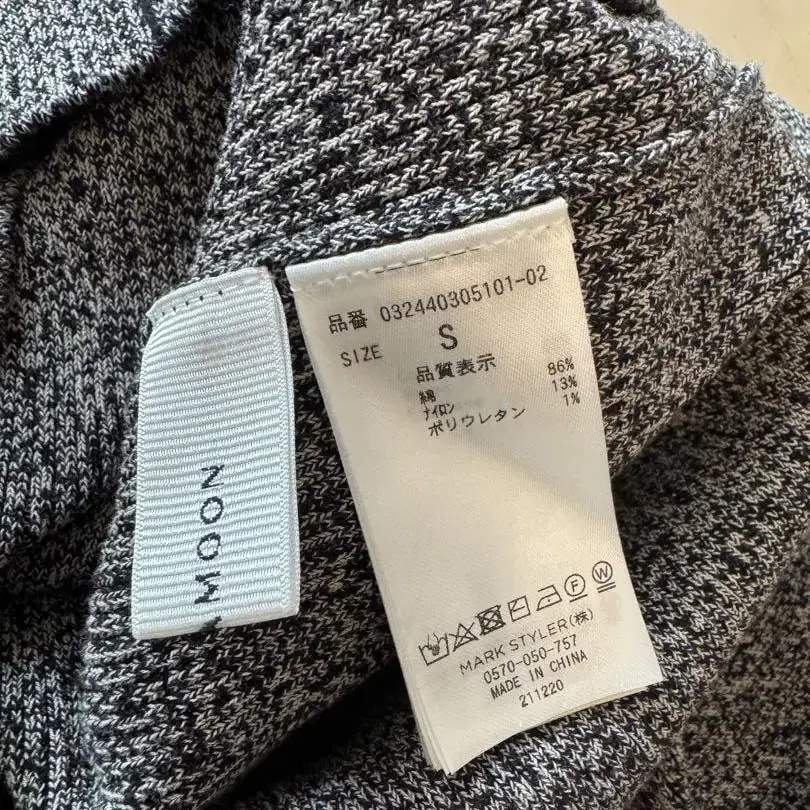 MOON
品番 032440305101-02
SIZE S
品質表示
綿 86%
ナイロン 13%
ポリウレタン 1%
MARK STYLER(株)
0570-050-757
MADE IN CHINA
211220